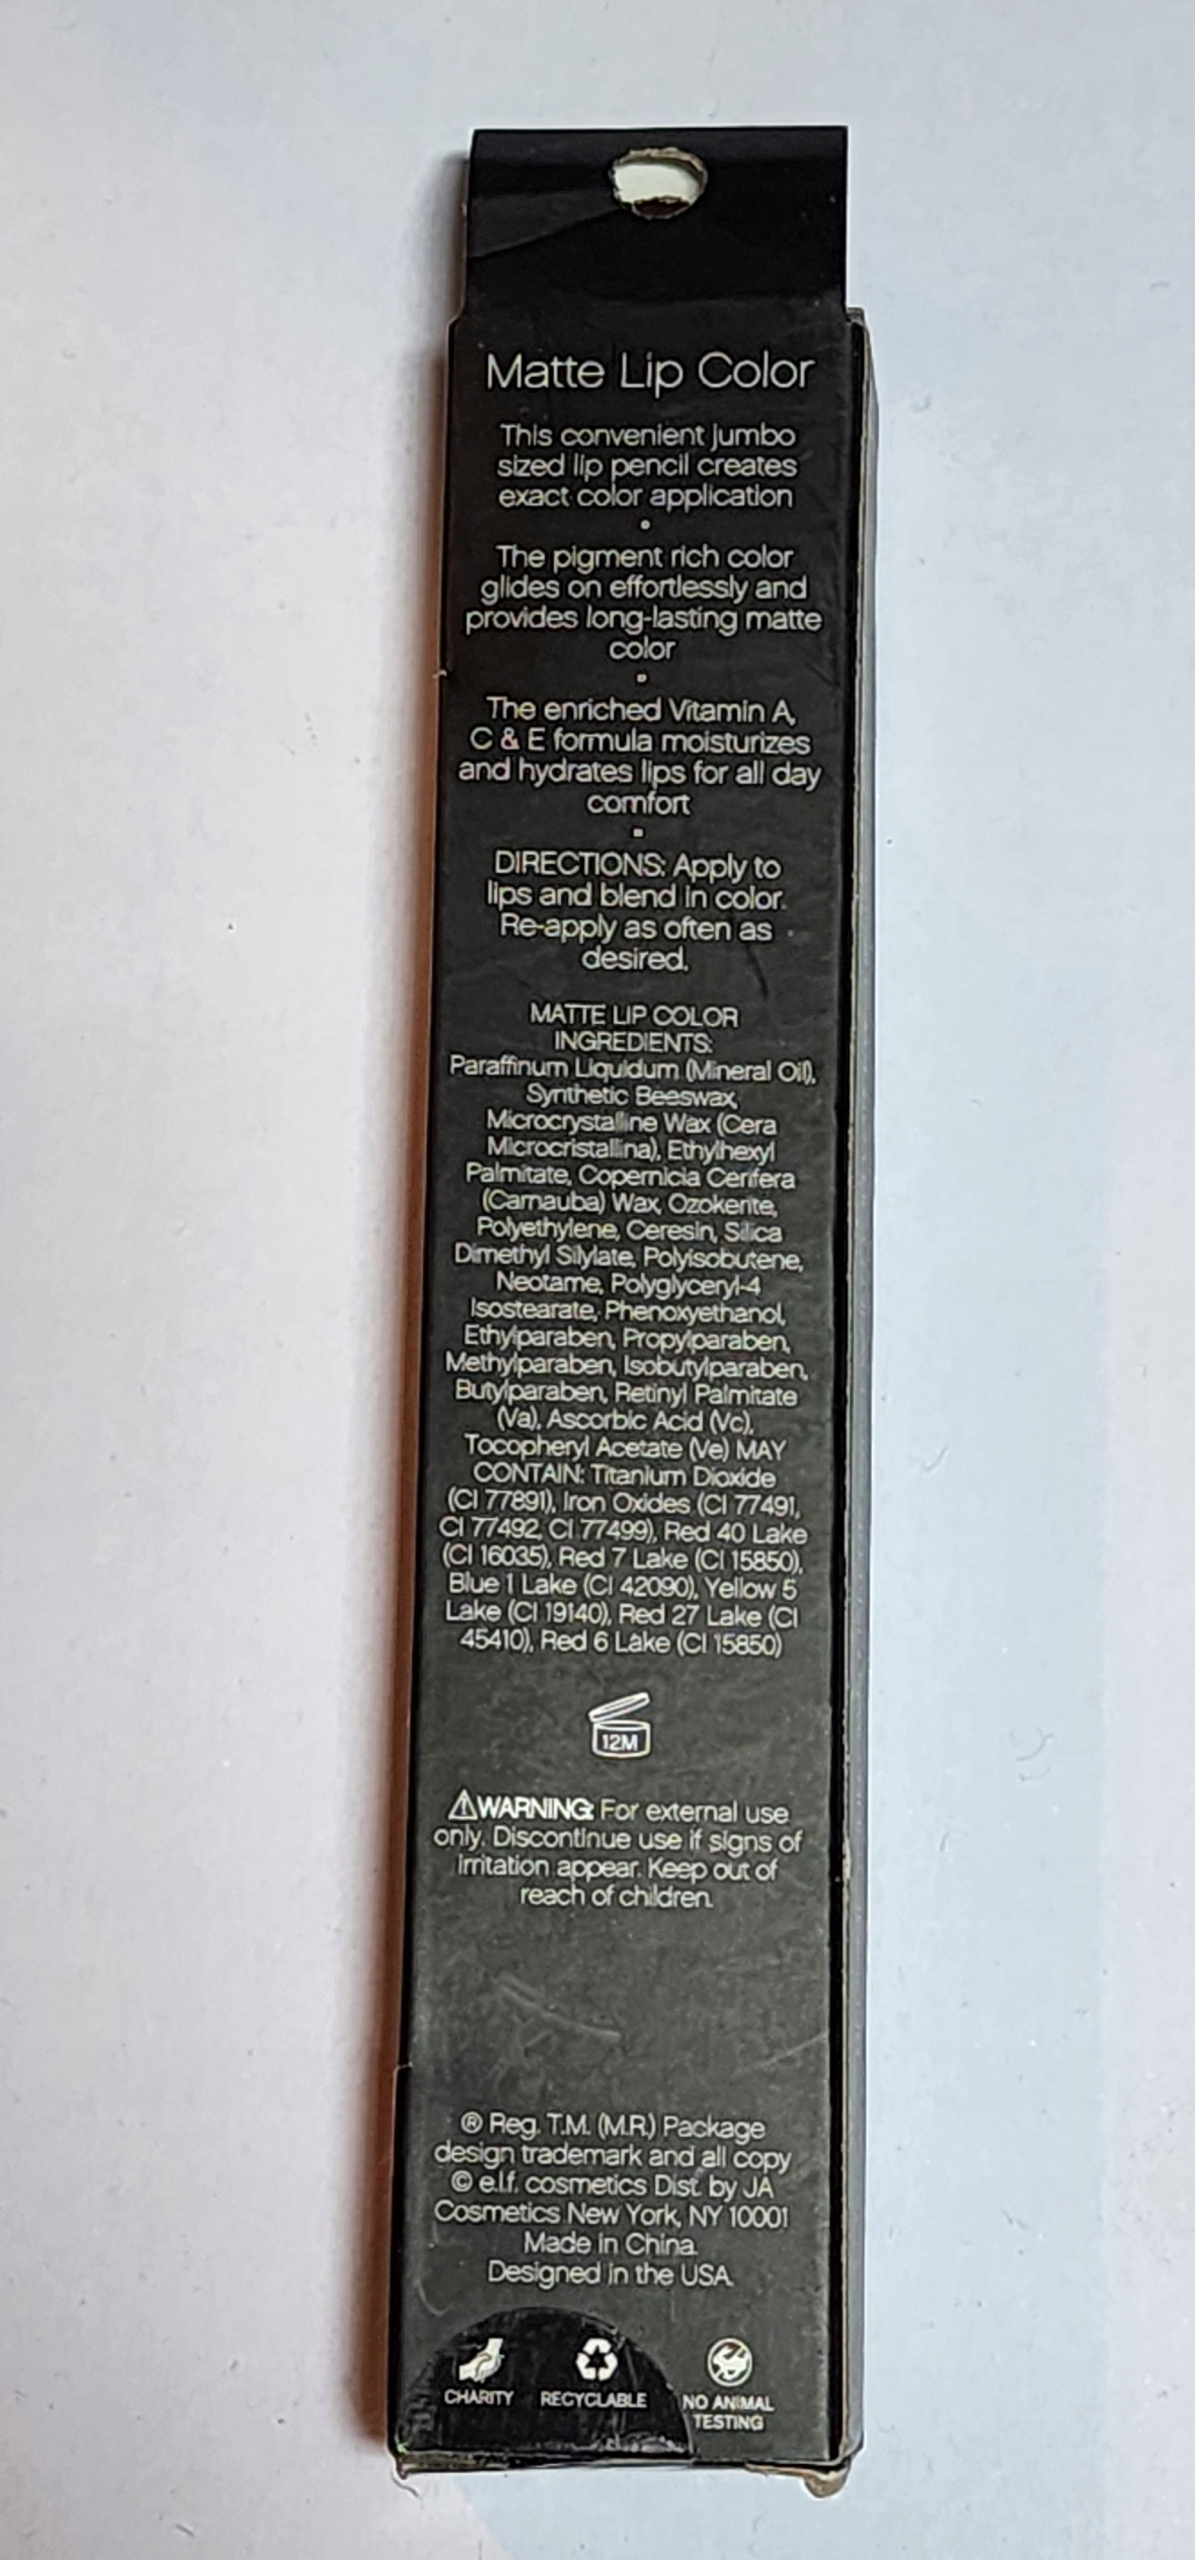 Matte Lip Color
This convenient jumbo
sized lip pencil creates
exact color application
•
The pigment rich color
glides on effortlessly and
provides long-lasting matte
color
•
The enriched Vitamin A,
C & E formula moisturizes
and hydrates lips for all day
comfort
•
DIRECTIONS: Apply to
lips and blend in color.
Re-apply as often as
desired.
MATTE LIP COLOR
INGREDIENTS:
Paraffinum Liquidum (Mineral Oil),
Synthetic Beeswax,
Microcrystalline Wax (Cera
Microcristallina), Ethylhexyl
Palmitate, Copernicia Cerifera
(Carnauba) Wax, Ozokerite,
Polyethylene, Ceresin, Silica
Dimethyl Silylate, Polyisobutene,
Neotame, Polyglyceryl-4
Isostearate, Phenoxyethanol,
Ethylparaben, Propylparaben,
Methylparaben, Isobutylparaben,
Butylparaben, Retinyl Palmitate
(Va), Ascorbic Acid (Vc),
Tocopheryl Acetate (Ve) MAY
CONTAIN: Titanium Dioxide
(CI 77891), Iron Oxides (CI 77491,
CI 77492, CI 77499), Red 40 Lake
(CI 16035), Red 7 Lake (CI 15850),
Blue 1 Lake (CI 42090), Yellow 5
Lake (CI 19140), Red 27 Lake (CI
45410), Red 6 Lake (CI 15850)
12M
⚠WARNING: For external use
only. Discontinue use if signs of
irritation appear. Keep out of
reach of children.
® Reg. T.M. (M.R.) Package
design trademark and all copy
© e.l.f. cosmetics Dist. by JA
Cosmetics New York, NY 10001
Made in China.
Designed in the USA.
CHARITY RECYCLABLE NO ANIMAL
TESTING